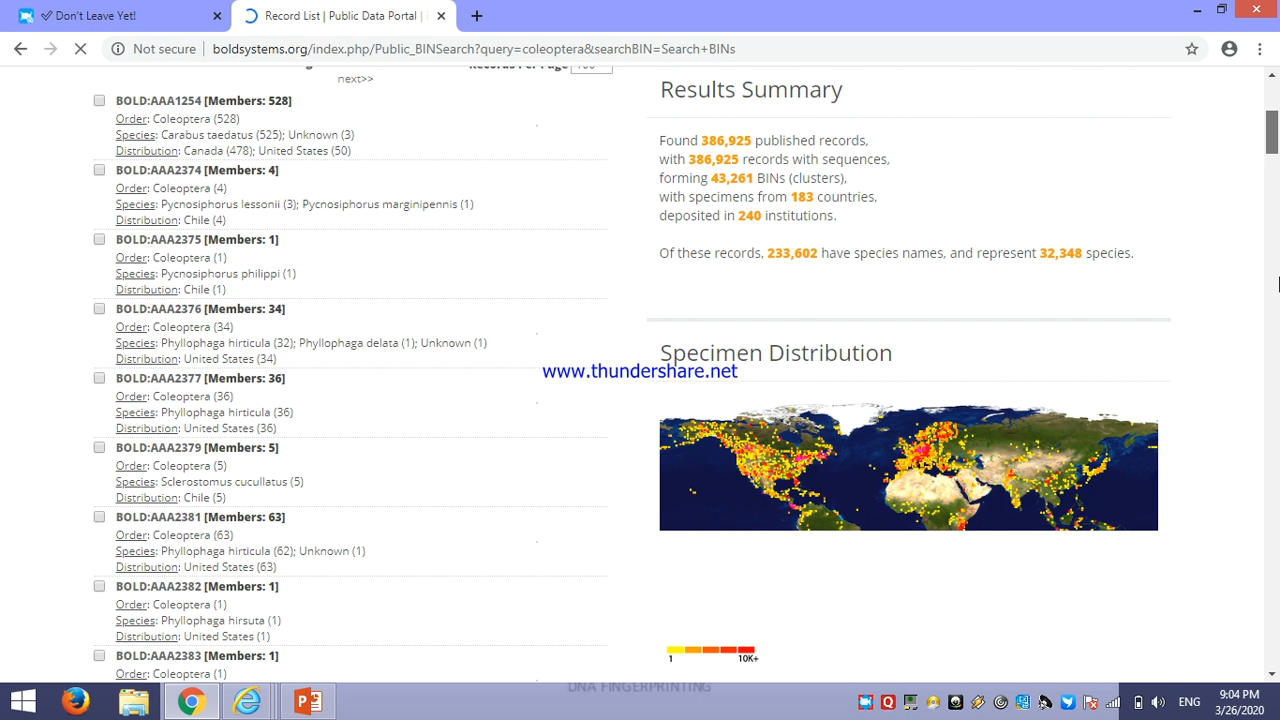 ✓ Don't Leave Yet!
Record List | Public Data Portal |
Not secure
boldsystems.org/index.php/Public_BINSearch?query=coleoptera&searchBIN=Search+BINs
next>>
Records Per Page
BOLD:AAA1254 [Members: 528]
Order: Coleoptera (528)
Species: Carabus taedatus (525); Unknown (3)
Distribution: Canada (478); United States (50)
BOLD:AAA2374 [Members: 4]
Order: Coleoptera (4)
Species: Pycnosiphorus lessonii (3); Pycnosiphorus marginipennis (1)
Distribution: Chile (4)
BOLD:AAA2375 [Members: 1]
Order: Coleoptera (1)
Species: Pycnosiphorus philippi (1)
Distribution: Chile (1)
BOLD:AAA2376 [Members: 34]
Order: Coleoptera (34)
Species: Phyllophaga hirticula (32); Phyllophaga delata (1); Unknown (1)
Distribution: United States (34)
BOLD:AAA2377 [Members: 36]
Order: Coleoptera (36)
Species: Phyllophaga hirticula (36)
Distribution: United States (36)
BOLD:AAA2379 [Members: 5]
Order: Coleoptera (5)
Species: Sclerostomus cucullatus (5)
Distribution: Chile (5)
BOLD:AAA2381 [Members: 63]
Order: Coleoptera (63)
Species: Phyllophaga hirticula (62); Unknown (1)
Distribution: United States (63)
BOLD:AAA2382 [Members: 1]
Order: Coleoptera (1)
Species: Phyllophaga hirsuta (1)
Distribution: United States (1)
BOLD:AAA2383 [Members: 1]
Order: Coleoptera (1)
Results Summary
Found 386,925 published records,
with 386,925 records with sequences,
forming 43,261 BINs (clusters),
with specimens from 183 countries,
deposited in 240 institutions.
Of these records, 233,602 have species names, and represent 32,348 species.
Specimen Distribution
www.thundershare.net
1 10K+
DNA FINGERPRINTING
ENG
9:04 PM
3/26/2020